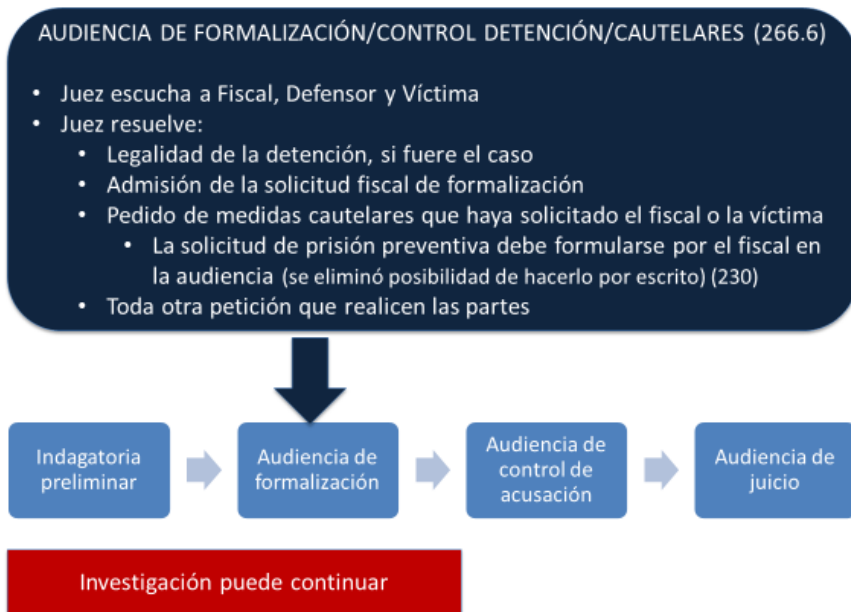 AUDIENCIA DE FORMALIZACIÓN/CONTROL DETENCIÓN/CAUTELARES (266.6)
• Juez escucha a Fiscal, Defensor y Víctima
• Juez resuelve:
• Legalidad de la detención, si fuere el caso
• Admisión de la solicitud fiscal de formalización
• Pedido de medidas cautelares que haya solicitado el fiscal o la víctima
• La solicitud de prisión preventiva debe formularse por el fiscal en
la audiencia (se eliminó posibilidad de hacerlo por escrito) (230)
• Toda otra petición que realicen las partes
Indagatoria
preliminar
Audiencia de
formalización
Audiencia de
control de
acusación
Audiencia de
juicio
Investigación puede continuar